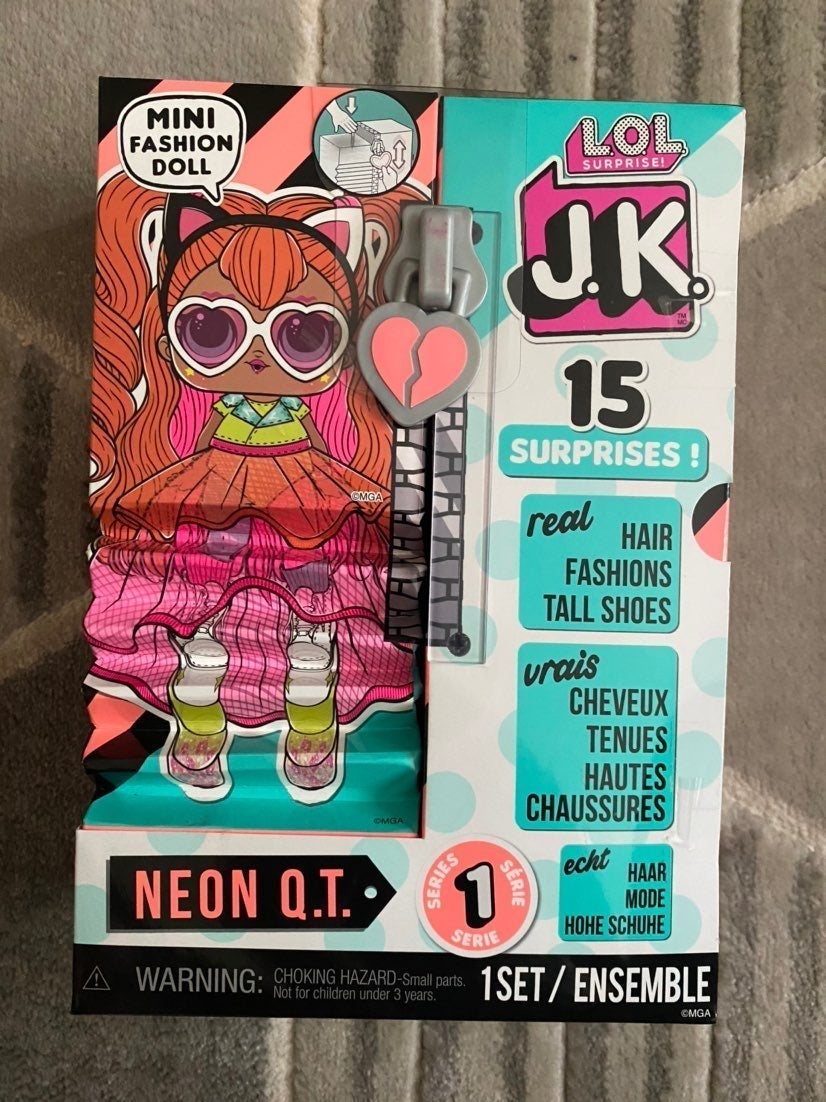 MINI
FASHION
DOLL
L.O.L.
SURPRISE!
J.K.
TM
MC
15
SURPRISES !
real
HAIR
FASHIONS
TALL SHOES
vrais
CHEVEUX
TENUES
HAUTES
CHAUSSURES
echt
HAAR
MODE
HOHE SCHUHE
©MGA
©MGA
NEON Q.T.
SERIES
SÉRIE
1
SERIE
WARNING: CHOKING HAZARD-Small parts.
Not for children under 3 years.
1 SET / ENSEMBLE
©MGA